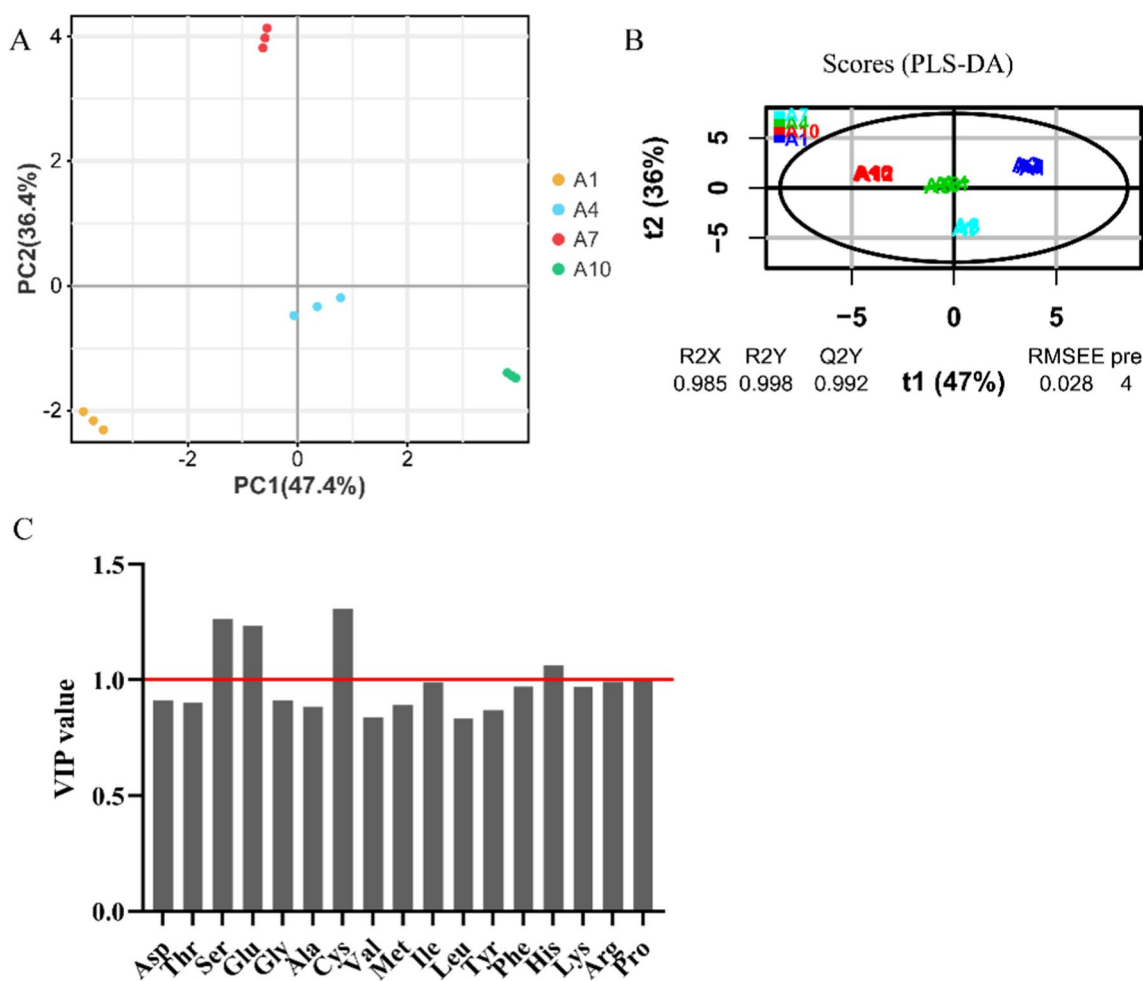 A
4
2
0
-2
PC2(36.4%)
-2
0
2
PC1(47.4%)
A1
A4
A7
A10
B
Scores (PLS-DA)
A7
A4
A10
A1
5
0
−5
t2 (36%)
−5
0
5
R2X R2Y Q2Y RMSEE pre
0.985 0.998 0.992 t1 (47%) 0.028 4
C
1.5
1.0
0.5
0.0
VIP value
Asp Thr Ser Glu Gly Ala Cys Val Met Ile Leu Tyr Phe His Lys Arg Pro